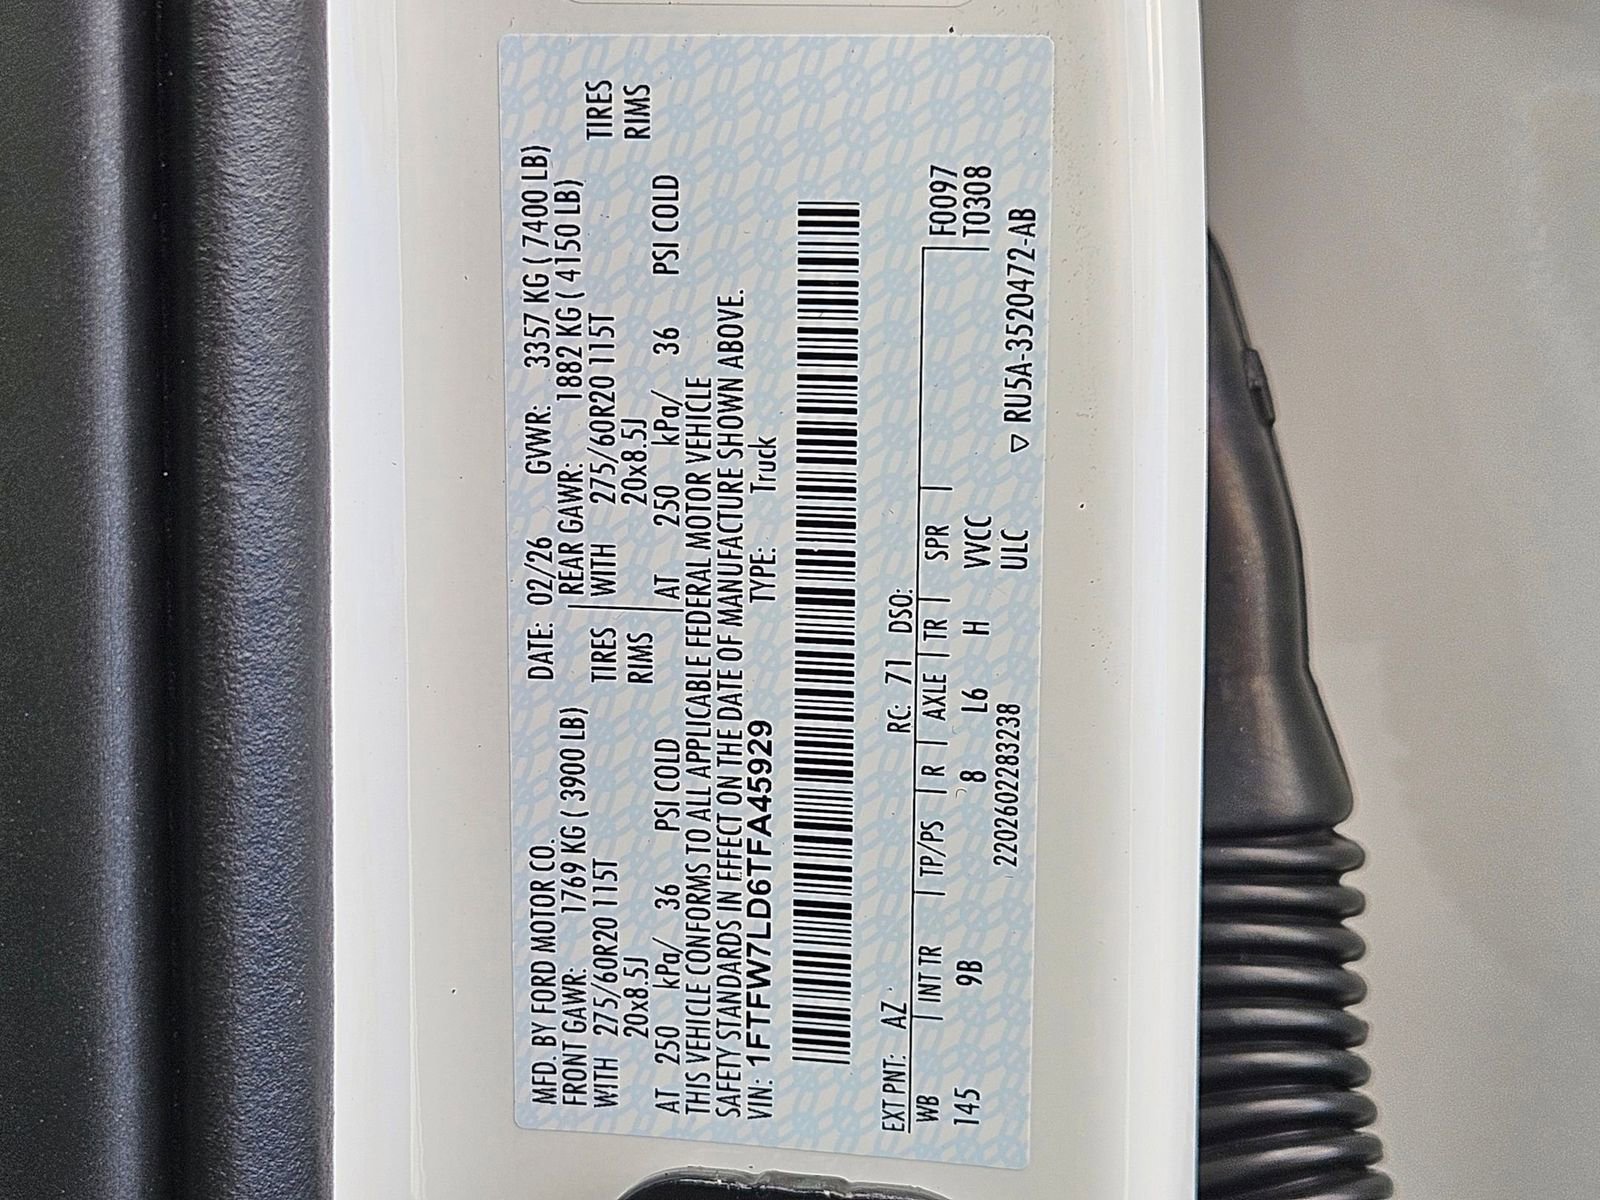 MFD. BY FORD MOTOR CO. DATE: 02/26 GVWR: 3357 KG ( 7400 LB)
FRONT GAWR: 1769 KG ( 3900 LB) REAR GAWR: 1882 KG ( 4150 LB)
WITH 275/60R20 115T TIRES WITH 275/60R20 115T TIRES
20x8.5J RIMS 20x8.5J RIMS
AT 250 kPa/ 36 PSI COLD AT 250 kPa/ 36 PSI COLD
THIS VEHICLE CONFORMS TO ALL APPLICABLE FEDERAL MOTOR VEHICLE
SAFETY STANDARDS IN EFFECT ON THE DATE OF MANUFACTURE SHOWN ABOVE.
VIN: 1FTFW7LD6TFA45929 TYPE: Truck
EXT PNT: AZ RC: 71 DSO:
WB INT TR TP/PS R AXLE TR SPR F0097
145 9B 8 L6 H VVCC T0308
220260283238 ULC ▽ RU5A-3520472-AB